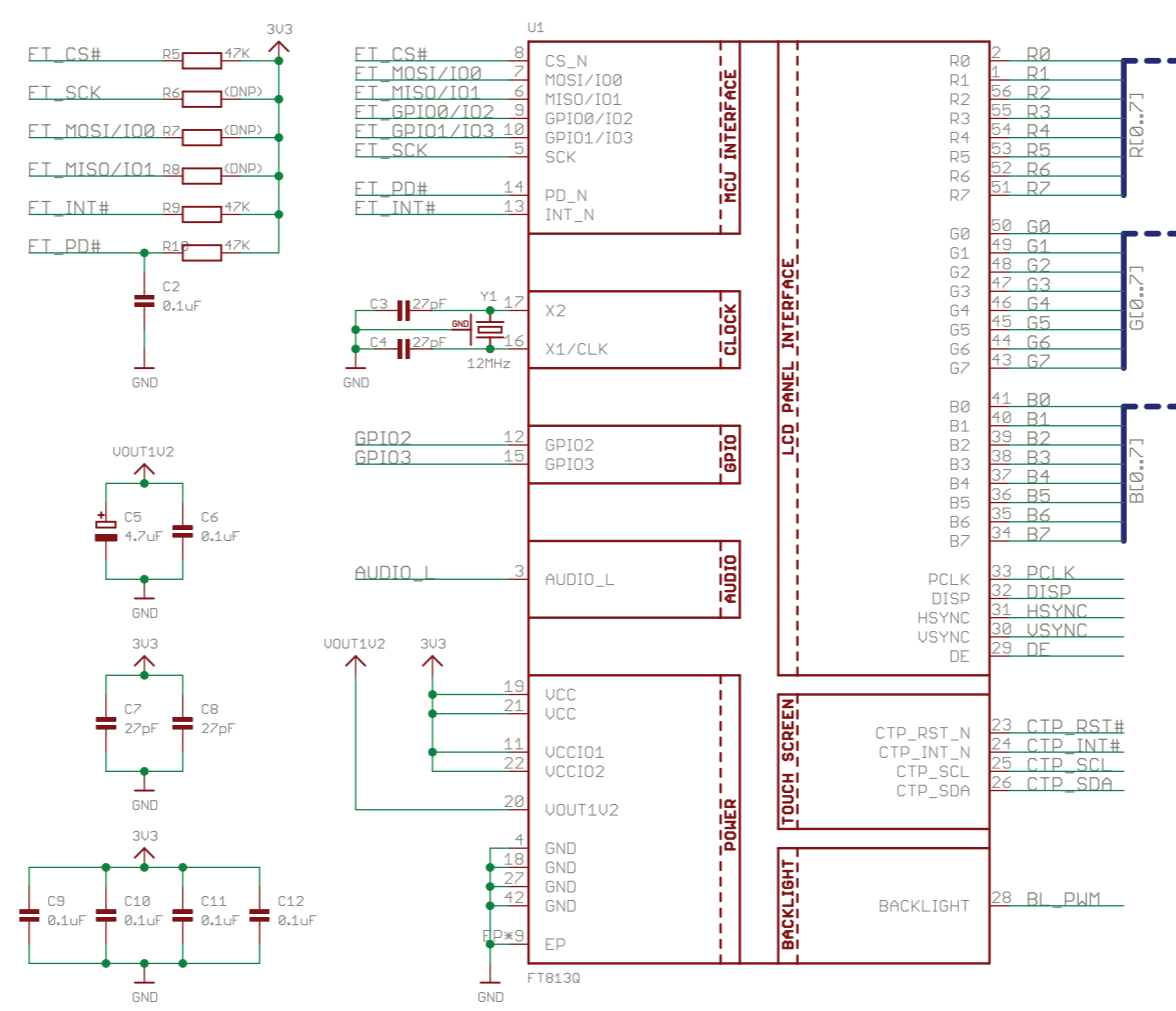 U1
3V3
FT_CS# R5 47K
FT_SCK R6 (DNP)
FT_MOSI/IO0 R7 (DNP)
FT_MISO/IO1 R8 (DNP)
FT_INT# R9 47K
FT_PD# R10 47K
C2
0.1uF
GND
VOUT1V2
C5
4.7uF
C6
0.1uF
GND
3V3
C7
27pF
C8
27pF
GND
3V3
C9
0.1uF
C10
0.1uF
C11
0.1uF
C12
0.1uF
GND
FT_CS# 8 CS_N
FT_MOSI/IO0 7 MOSI/IO0
FT_MISO/IO1 6 MISO/IO1
FT_GPIO0/IO2 9 GPIO0/IO2
FT_GPIO1/IO3 10 GPIO1/IO3
FT_SCK 5 SCK
FT_PD# 14 PD_N
FT_INT# 13 INT_N
MCU INTERFACE
C3 27pF Y1 17 X2
GND
C4 27pF 16 X1/CLK
12MHz
GND
CLOCK
GPIO2 12 GPIO2
GPIO3 15 GPIO3
GPIO
AUDIO_L 3 AUDIO_L
AUDIO
VOUT1V2
3V3
19 VCC
21 VCC
11 VCCIO1
22 VCCIO2
20 VOUT1V2
4 GND
18 GND
27 GND
42 GND
EP*9 EP
POWER
GND
FT813Q
LCD PANEL INTERFACE
R0 2 R0
R1 1 R1
R2 56 R2
R3 55 R3
R4 54 R4
R5 53 R5
R6 52 R6
R7 51 R7
R[0..7]
G0 50 G0
G1 49 G1
G2 48 G2
G3 47 G3
G4 46 G4
G5 45 G5
G6 44 G6
G7 43 G7
G[0..7]
B0 41 B0
B1 40 B1
B2 39 B2
B3 38 B3
B4 37 B4
B5 36 B5
B6 35 B6
B7 34 B7
B[0..7]
PCLK 33 PCLK
DISP 32 DISP
HSYNC 31 HSYNC
VSYNC 30 VSYNC
DE 29 DE
TOUCH SCREEN
CTP_RST_N 23 CTP_RST#
CTP_INT_N 24 CTP_INT#
CTP_SCL 25 CTP_SCL
CTP_SDA 26 CTP_SDA
BACKLIGHT
BACKLIGHT 28 BL_PWM